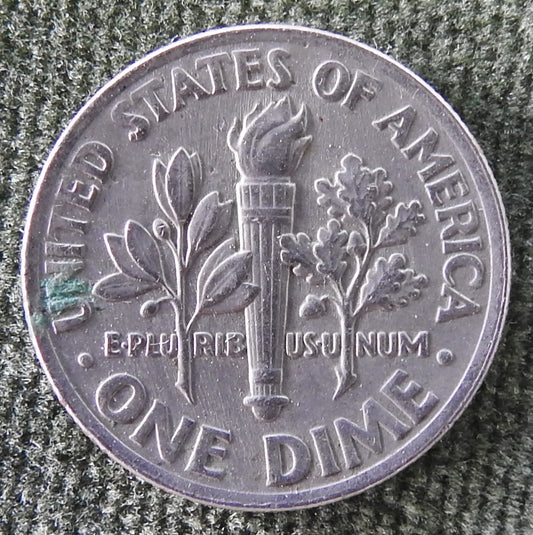 UNITED STATES OF AMERICA
E·PLU RIB US·U NUM
· ONE DIME ·